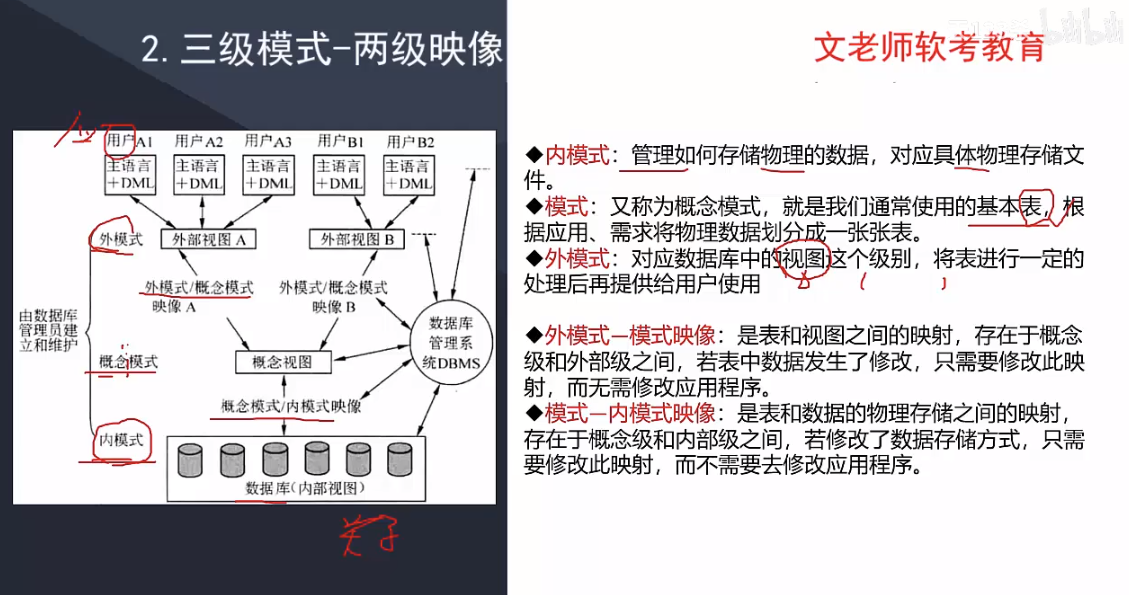 2.三级模式-两级映像
文老师软考教育
应
用户A1 用户A2 用户A3 用户B1 用户B2
主语言 主语言 主语言 主语言 主语言
+DML +DML +DML +DML +DML
外模式 外部视图A 外部视图B
外模式/概念模式 外模式/概念模式
映像A 映像B
由数据库
管理员建
立和维护
数据库
管理系
统DBMS
概念模式 概念视图
概念模式/内模式映像
内模式
数据库(内部视图)
◆内模式：管理如何存储物理的数据，对应具体物理存储文
件。
◆模式：又称为概念模式，就是我们通常使用的基本表，根
据应用、需求将物理数据划分成一张张表。
◆外模式：对应数据库中的视图这个级别，将表进行一定的
处理后再提供给用户使用
◆外模式—模式映像：是表和视图之间的映射，存在于概念
级和外部级之间，若表中数据发生了修改，只需要修改此映
射，而无需修改应用程序。
◆模式—内模式映像：是表和数据的物理存储之间的映射，
存在于概念级和内部级之间，若修改了数据存储方式，只需
要修改此映射，而不需要去修改应用程序。